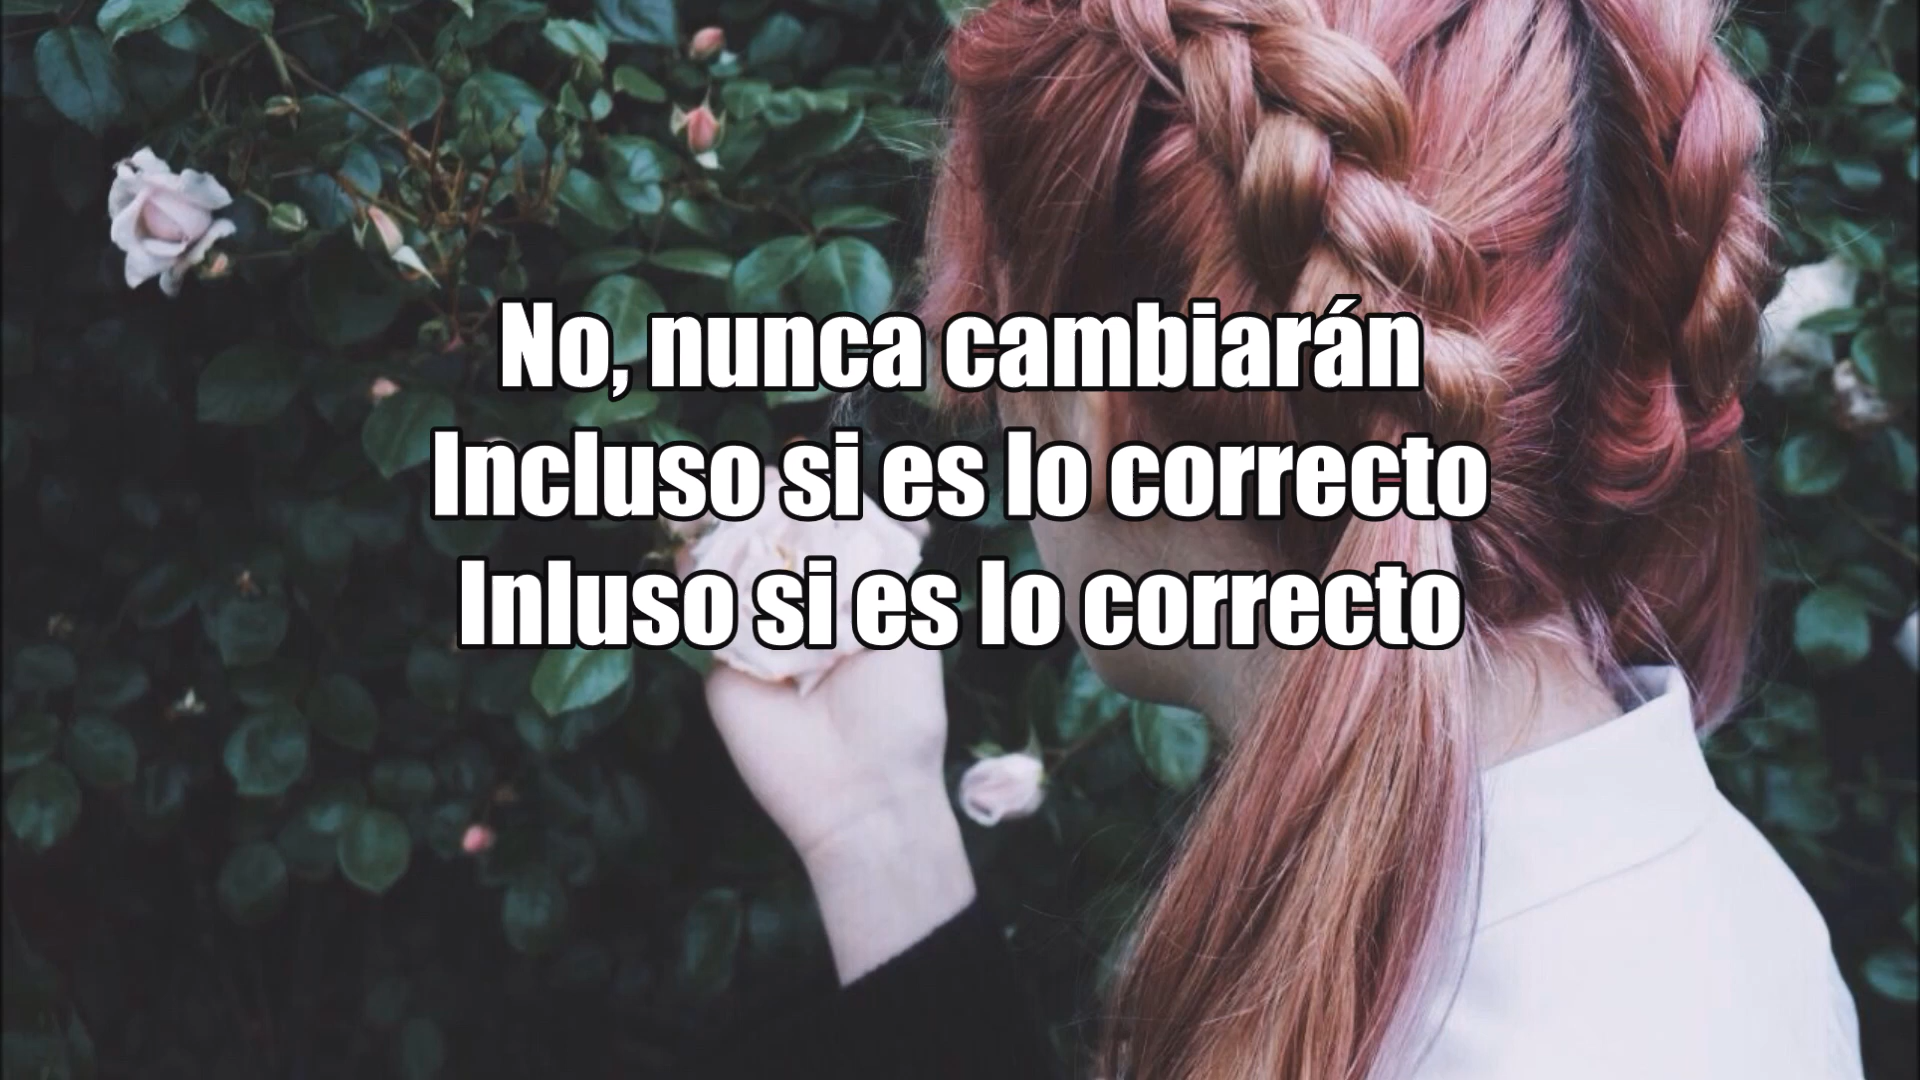 No, nunca cambiarán
Incluso si es lo correcto
Inluso si es lo correcto